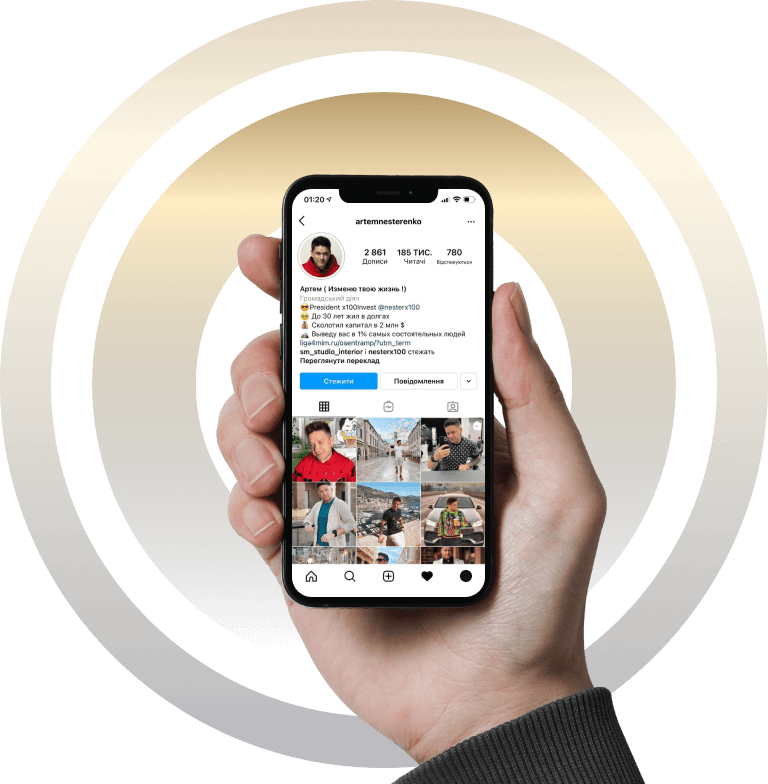 01:20
artemnesterenko
2 861 185 ТИС. 780
Дописи Читачі Відстежуються
Артем ( Изменю твою жизнь !)
Громадський діяч
😎President x100Invest @nesterx100
🥺 До 30 лет жил в долгах
💰 Сколотил капитал в 2 млн $
⛰️ Выведу вас в 1% самых состоятельных людей
liga4mlm.ru/osentramp/?utm_term
sm_studio_interior і nesterx100 стежать
Переглянути переклад
Стежити Повідомлення